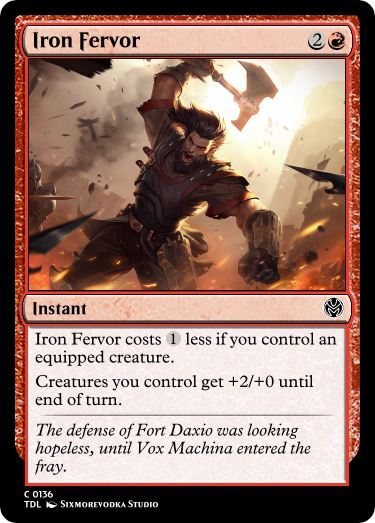 Iron Fervor 2
Instant
Iron Fervor costs 1 less if you control an
equipped creature.
Creatures you control get +2/+0 until
end of turn.
The defense of Fort Daxio was looking
hopeless, until Vox Machina entered the
fray.
C 0136
TDL Sixmorevodka Studio